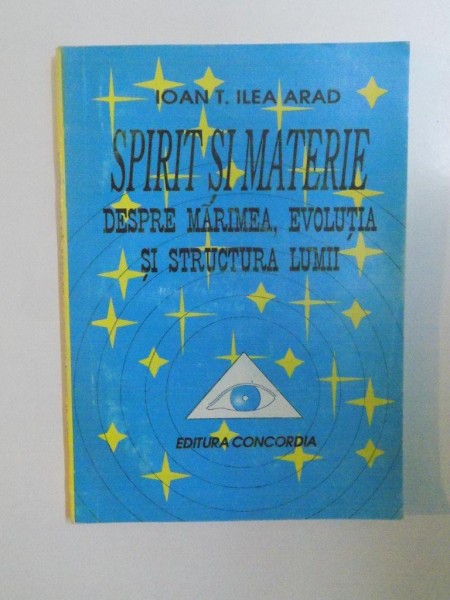 IOAN T. ILEA ARAD
SPIRIT ȘI MATERIE
DESPRE MĂRIMEA, EVOLUȚIA
ȘI STRUCTURA LUMII
EDITURA CONCORDIA